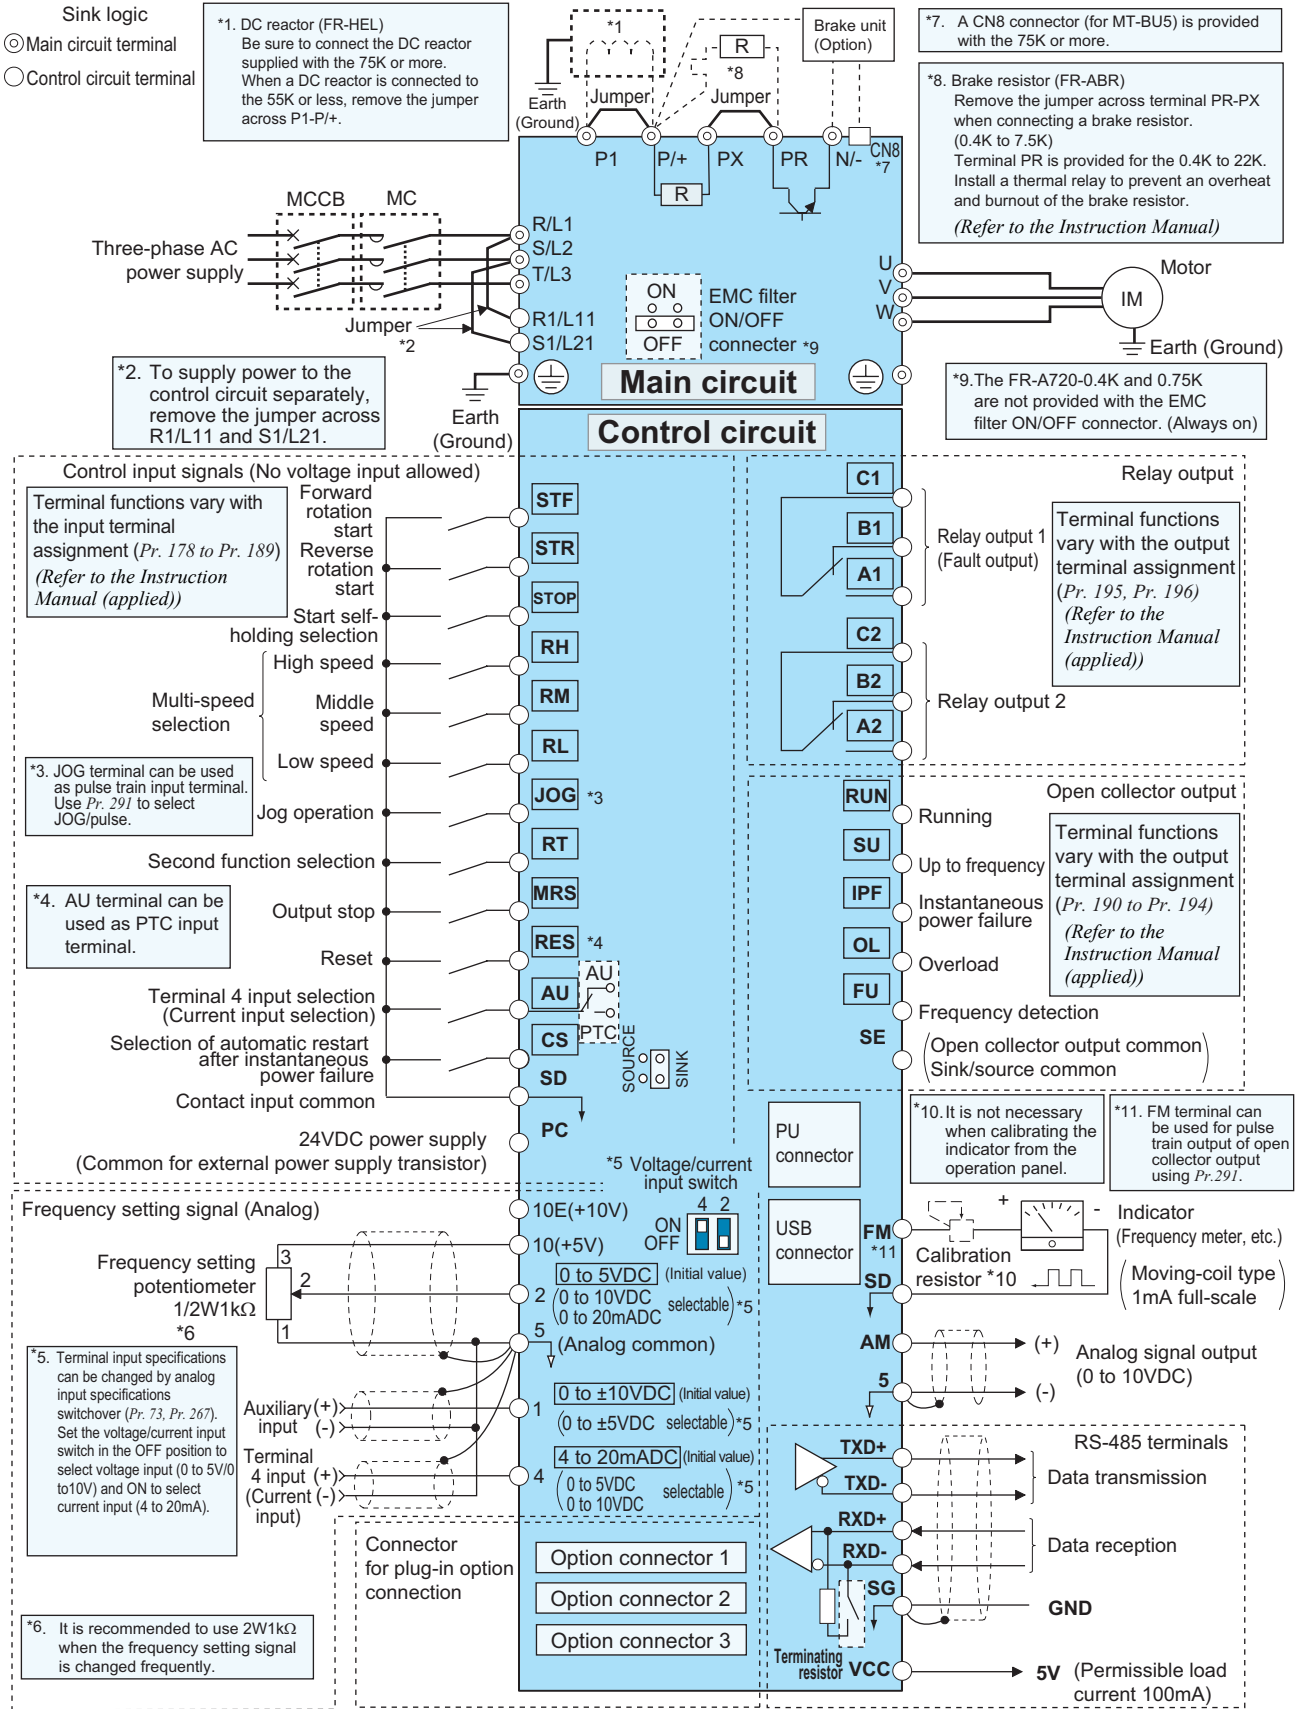 Sink logic
Main circuit terminal
Control circuit terminal
*1. DC reactor (FR-HEL)
Be sure to connect the DC reactor
supplied with the 75K or more.
When a DC reactor is connected to
the 55K or less, remove the jumper
across P1-P/+.
*1
Earth
(Ground)
Jumper
R
*8
Jumper
Brake unit
(Option)
*7. A CN8 connector (for MT-BU5) is provided
with the 75K or more.
*8. Brake resistor (FR-ABR)
Remove the jumper across terminal PR-PX
when connecting a brake resistor.
(0.4K to 7.5K)
Terminal PR is provided for the 0.4K to 22K.
Install a thermal relay to prevent an overheat
and burnout of the brake resistor.
(Refer to the Instruction Manual)
P1
P/+
PX
PR
N/-
CN8
*7
R
MCCB
MC
Three-phase AC
power supply
R/L1
S/L2
T/L3
R1/L11
S1/L21
Jumper
*2
ON
OFF
EMC filter
ON/OFF
connecter *9
U
V
W
Motor
IM
Earth (Ground)
*2. To supply power to the
control circuit separately,
remove the jumper across
R1/L11 and S1/L21.
Earth
(Ground)
Main circuit
*9.The FR-A720-0.4K and 0.75K
are not provided with the EMC
filter ON/OFF connector. (Always on)
Control circuit
Control input signals (No voltage input allowed)
Terminal functions vary with
the input terminal
assignment (Pr. 178 to Pr. 189)
(Refer to the Instruction
Manual (applied))
Forward
rotation
start
STF
Reverse
rotation
start
STR
Start self-
holding selection
STOP
Multi-speed
selection
High speed
RH
Middle
speed
RM
Low speed
RL
*3. JOG terminal can be used
as pulse train input terminal.
Use Pr. 291 to select
JOG/pulse.
Jog operation
JOG *3
Second function selection
RT
*4. AU terminal can be
used as PTC input
terminal.
Output stop
MRS
Reset
RES *4
Terminal 4 input selection
(Current input selection)
AU
AU
PTC
Selection of automatic restart
after instantaneous
power failure
CS
SOURCE
SINK
Contact input common
SD
24VDC power supply
(Common for external power supply transistor)
PC
Relay output
C1
B1
A1
Relay output 1
(Fault output)
Terminal functions
vary with the output
terminal assignment
(Pr. 195, Pr. 196)
(Refer to the
Instruction Manual
(applied))
C2
B2
A2
Relay output 2
Open collector output
RUN
Running
SU
Up to frequency
IPF
Instantaneous
power failure
OL
Overload
FU
Frequency detection
SE
(Open collector output common
Sink/source common)
Terminal functions
vary with the output
terminal assignment
(Pr. 190 to Pr. 194)
(Refer to the
Instruction Manual
(applied))
PU
connector
*10. It is not necessary
when calibrating the
indicator from the
operation panel.
*11. FM terminal can
be used for pulse
train output of open
collector output
using Pr.291.
*5 Voltage/current
input switch
4 2
ON
OFF
Frequency setting signal (Analog)
10E(+10V)
10(+5V)
Frequency setting
potentiometer
1/2W1kΩ
*6
3
2
1
2
0 to 5VDC (Initial value)
(0 to 10VDC
0 to 20mADC selectable) *5
5
(Analog common)
USB
connector
FM
*11
SD
+
-
Calibration
resistor *10
Indicator
(Frequency meter, etc.)
(Moving-coil type
1mA full-scale)
*5. Terminal input specifications
can be changed by analog
input specifications
switchover (Pr. 73, Pr. 267).
Set the voltage/current input
switch in the OFF position to
select voltage input (0 to 5V/0
to10V) and ON to select
current input (4 to 20mA).
Auxiliary (+)
input (-)
1
0 to ±10VDC (Initial value)
(0 to ±5VDC selectable) *5
Terminal
4 input (+)
(Current (-)
input)
4
4 to 20mADC (Initial value)
(0 to 5VDC
0 to 10VDC selectable) *5
AM
5
(+)
(-)
Analog signal output
(0 to 10VDC)
RS-485 terminals
TXD+
TXD-
Data transmission
RXD+
RXD-
Data reception
SG
GND
Terminating
resistor
VCC
5V (Permissible load
current 100mA)
Connector
for plug-in option
connection
Option connector 1
Option connector 2
Option connector 3
*6. It is recommended to use 2W1kΩ
when the frequency setting signal
is changed frequently.